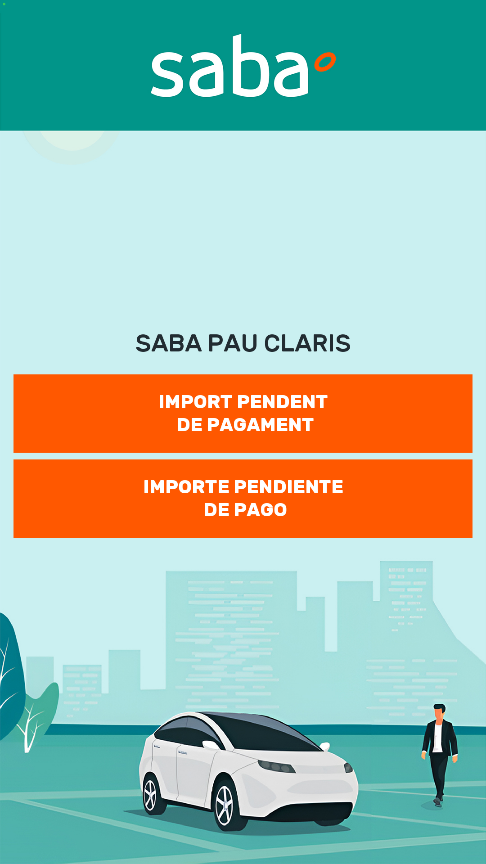 saba
SABA PAU CLARIS
IMPORT PENDENT
DE PAGAMENT
IMPORTE PENDIENTE
DE PAGO